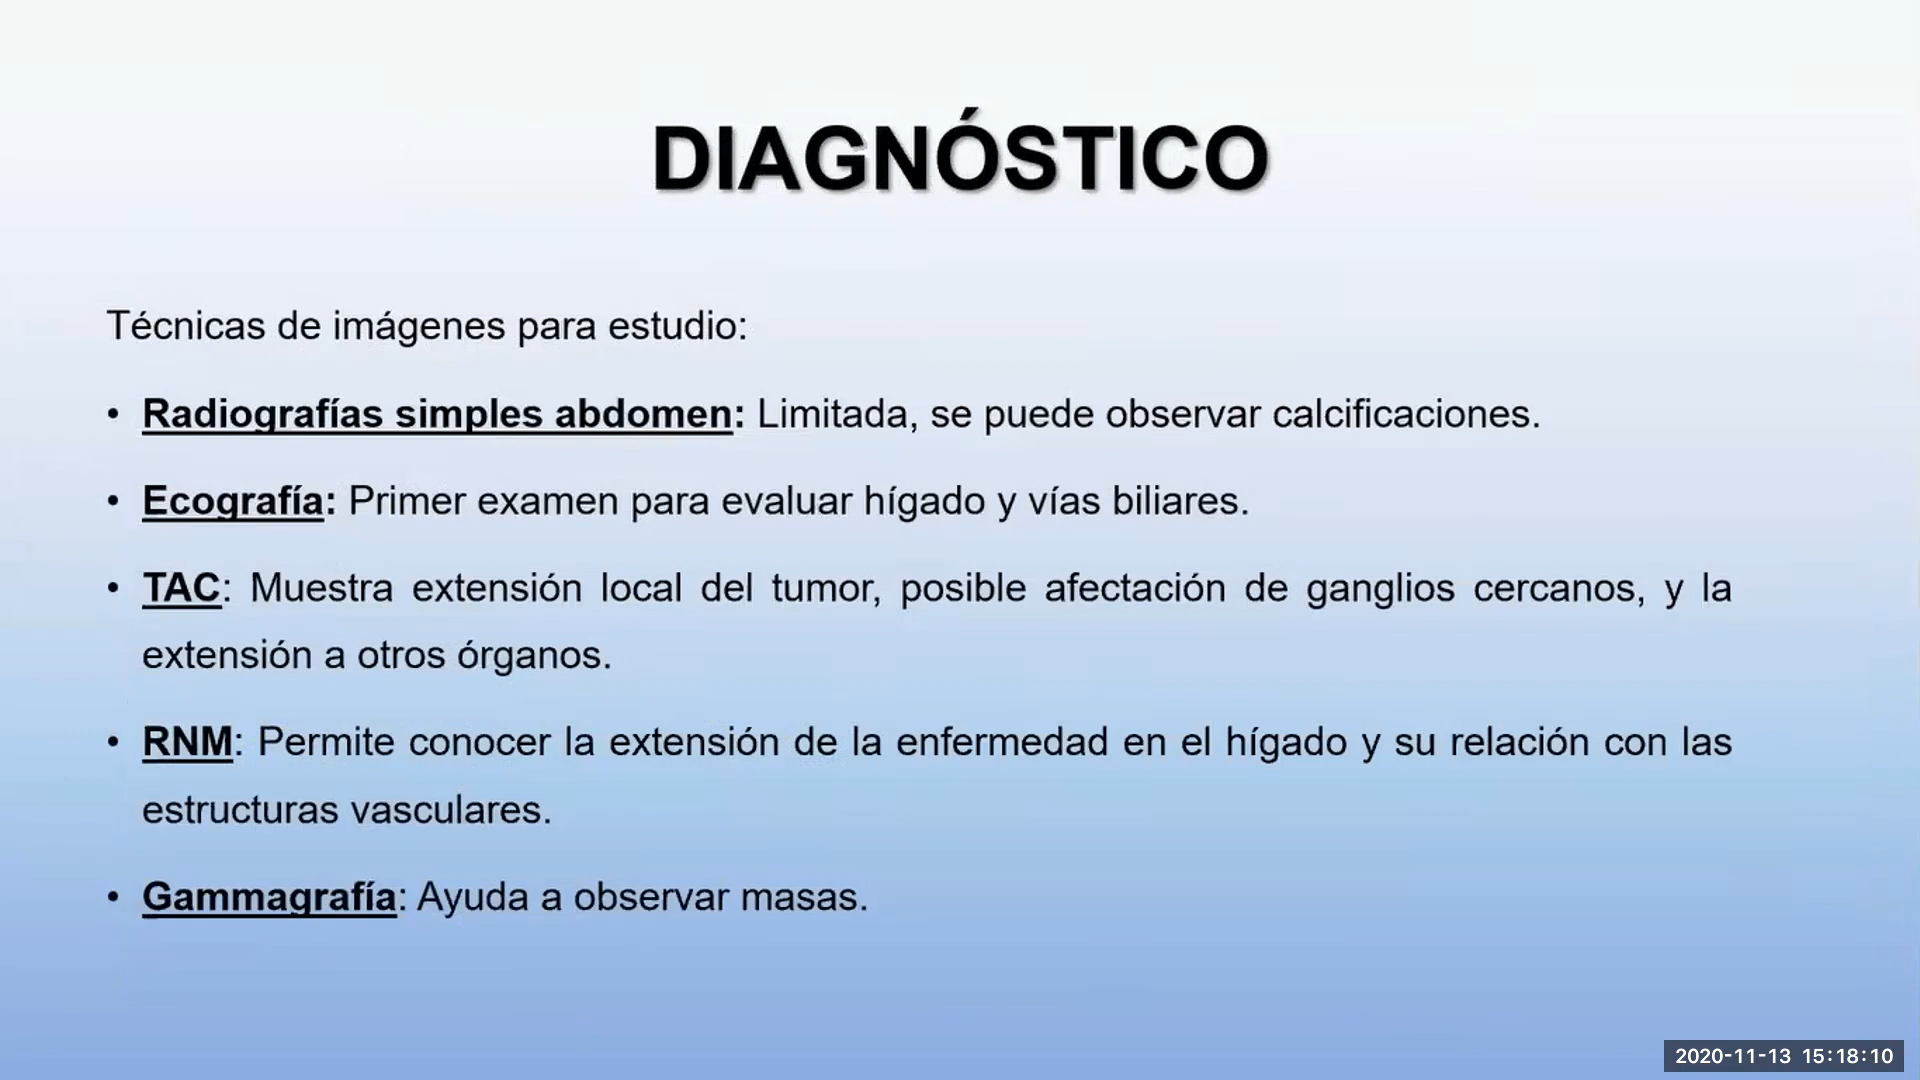 DIAGNÓSTICO
Técnicas de imágenes para estudio:
• Radiografías simples abdomen: Limitada, se puede observar calcificaciones.
• Ecografía: Primer examen para evaluar hígado y vías biliares.
• TAC: Muestra extensión local del tumor, posible afectación de ganglios cercanos, y la
extensión a otros órganos.
• RNM: Permite conocer la extensión de la enfermedad en el hígado y su relación con las
estructuras vasculares.
• Gammagrafía: Ayuda a observar masas.
2020-11-13 15:18:10